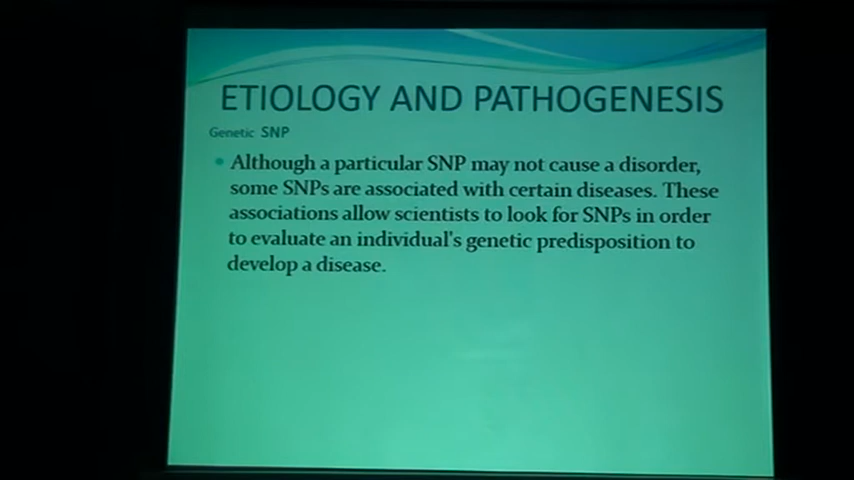 ETIOLOGY AND PATHOGENESIS
Genetic SNP
Although a particular SNP may not cause a disorder,
some SNPs are associated with certain diseases. These
associations allow scientists to look for SNPs in order
to evaluate an individual's genetic predisposition to
develop a disease.